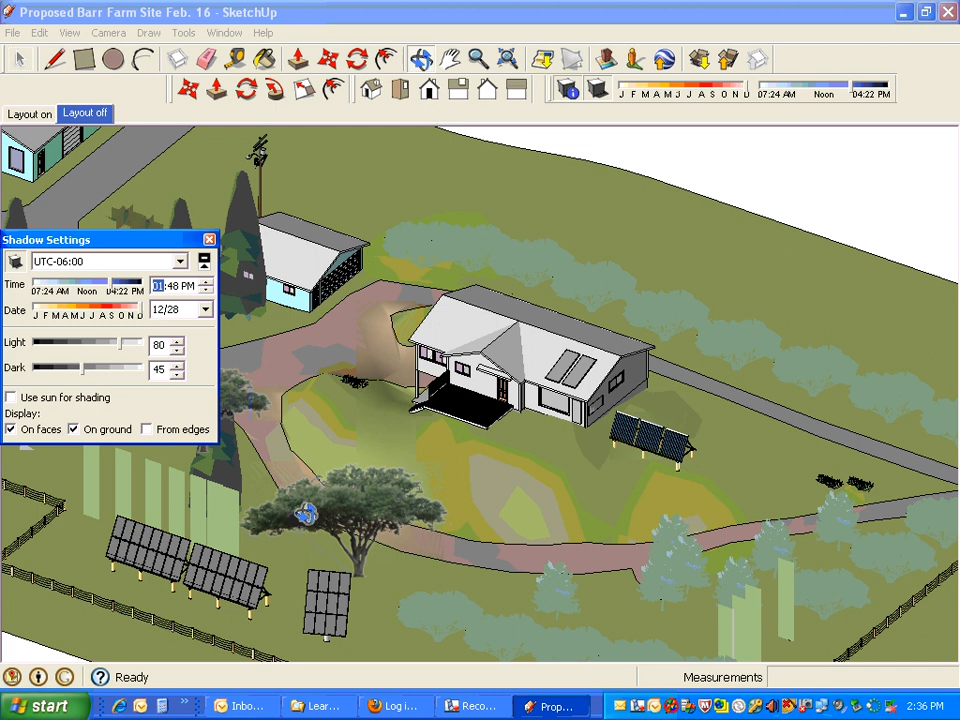 Proposed Barr Farm Site Feb. 16 - SketchUp
File Edit View Camera Draw Tools Window Help
J F M A M J J A S O N D 07:24 AM Noon 04:22 PM
Layout on Layout off
Shadow Settings
UTC-06:00
Time 07:24 AM Noon 04:22 PM 01:48 PM
Date J F M A M J J A S O N D 12/28
Light 80
Dark 45
Use sun for shading
Display:
On faces On ground From edges
Ready Measurements
start Inbo... Lear... Log i... Reco... Prop... 2:36 PM